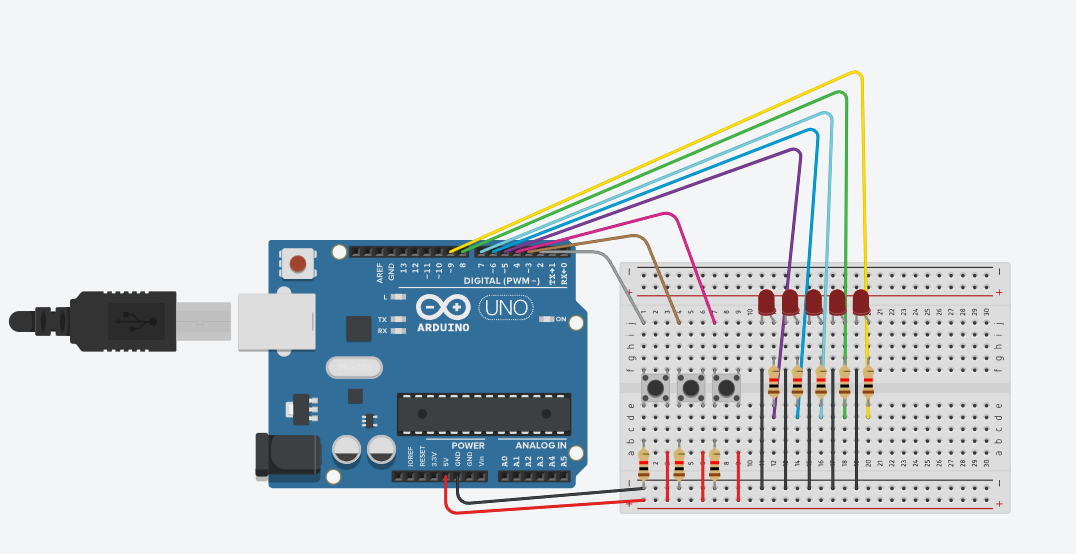 AREF
GND
13
12
~11
~10
~9
8
7
~6
~5
4
~3
2
TX→1
RX←0
DIGITAL (PWM ~)
L
TX
RX
UNO
ARDUINO
ON
POWER
ANALOG IN
IOREF
RESET
3.3V
5V
GND
GND
Vin
A0
A1
A2
A3
A4
A5
j
i
h
g
f
e
d
c
b
a